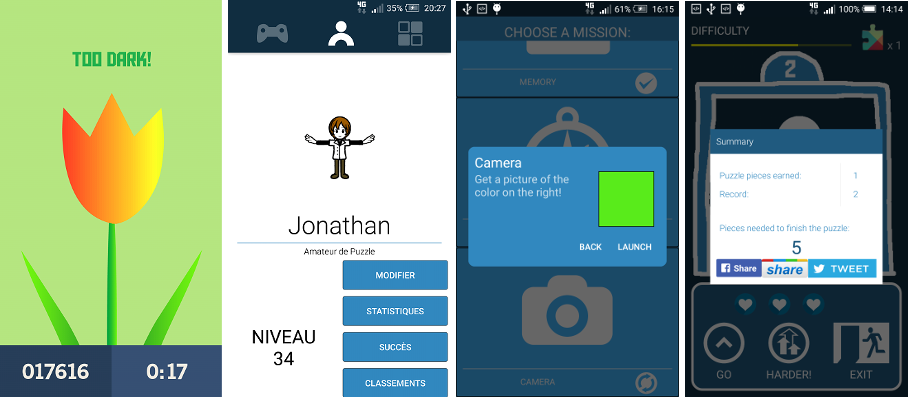 TOO DARK!
017616
0:17
4G 35% 20:27
Jonathan
Amateur de Puzzle
NIVEAU
34
MODIFIER
STATISTIQUES
SUCCÈS
CLASSEMENTS
4G 61% 16:15
CHOOSE A MISSION:
MEMORY
Camera
Get a picture of the
color on the right!
BACK LAUNCH
CAMERA
4G 100% 14:14
DIFFICULTY
x 1
2
Summary
Puzzle pieces earned: 1
Record: 2
Pieces needed to finish the puzzle:
5
Share share TWEET
GO HARDER! EXIT